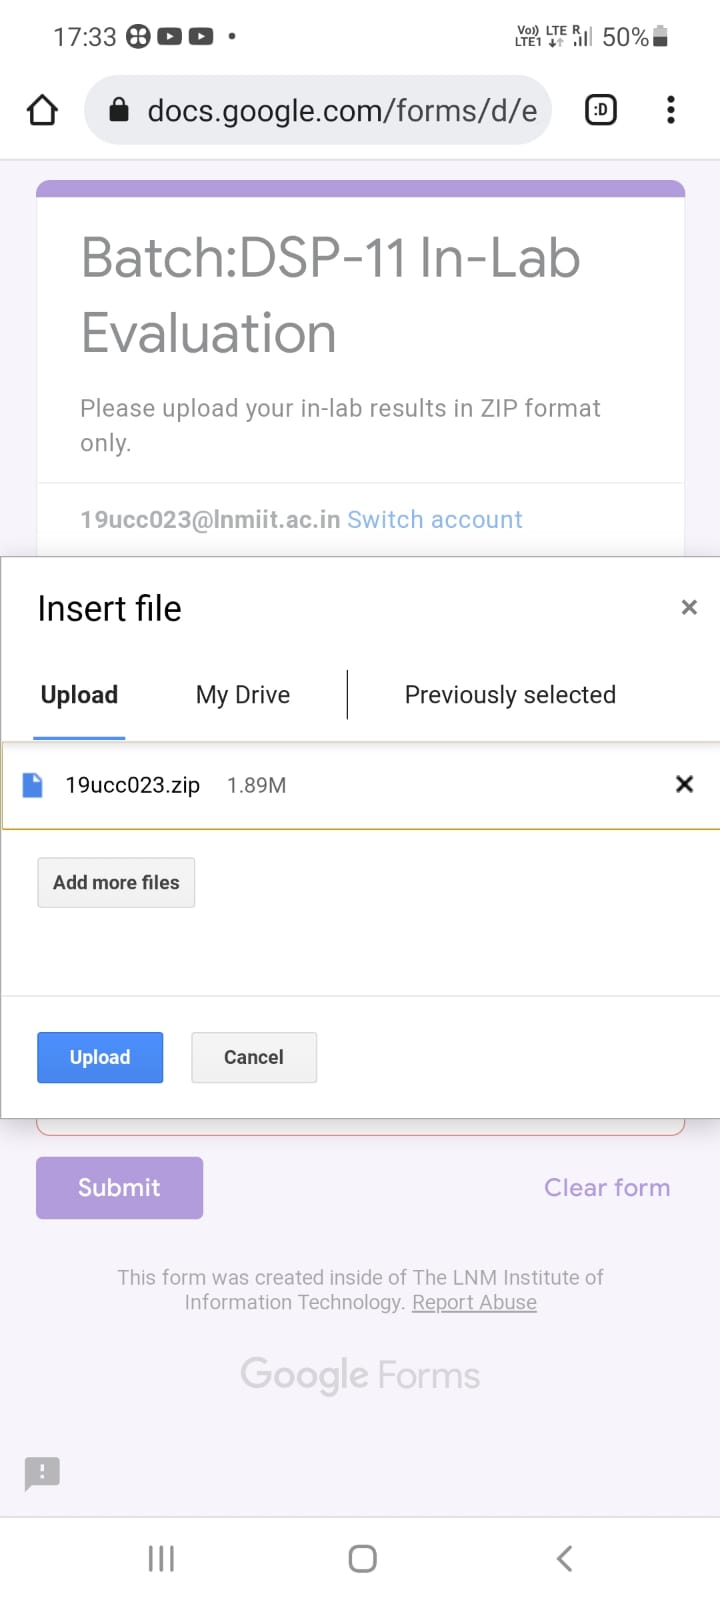 17:33
Vo)) LTE R
LTE1
50%
docs.google.com/forms/d/e
:D
Batch:DSP-11 In-Lab
Evaluation
Please upload your in-lab results in ZIP format
only.
19ucc023@lnmiit.ac.in Switch account
Insert file
×
Upload My Drive Previously selected
19ucc023.zip 1.89M
Add more files
Upload Cancel
Submit Clear form
This form was created inside of The LNM Institute of
Information Technology. Report Abuse
Google Forms